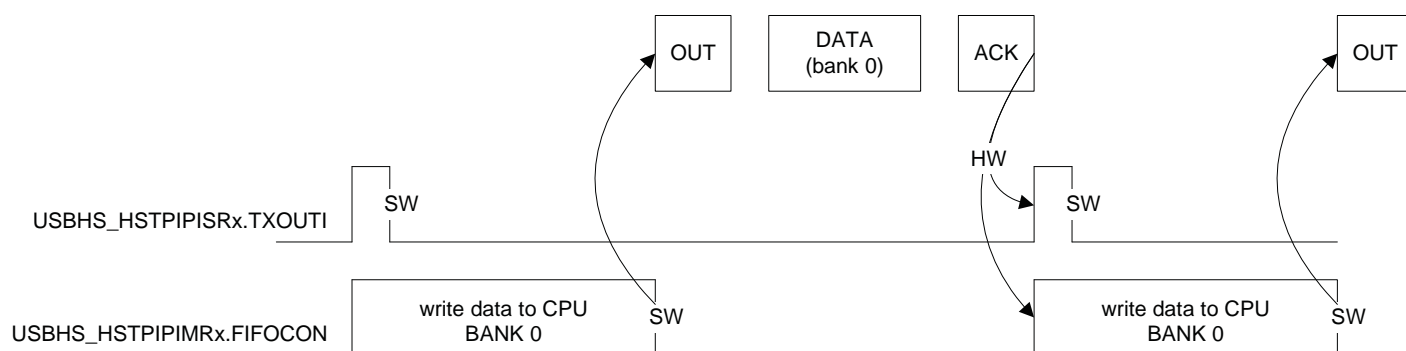 OUT
DATA
(bank 0)
ACK
OUT
HW
SW
SW
USBHS_HSTPIPISRx.TXOUTI
write data to CPU
BANK 0
SW
write data to CPU
BANK 0
SW
USBHS_HSTPIPIMRx.FIFOCON